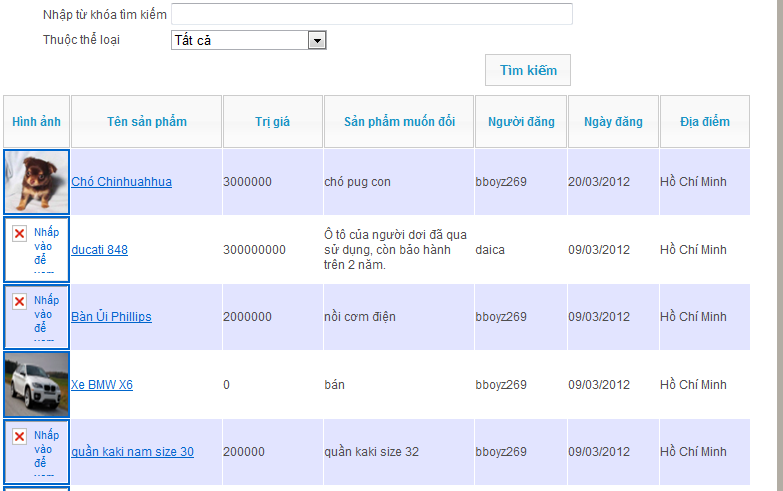 Nhập từ khóa tìm kiếm
Thuộc thể loại Tất cả
Tìm kiếm
Hình ảnh Tên sản phẩm Trị giá Sản phẩm muốn đổi Người đăng Ngày đăng Địa điểm
Chó Chinhuahhua 3000000 chó pug con bboyz269 20/03/2012 Hồ Chí Minh
Nhấp
vào
để
ducati 848 300000000
Ô tô của người dơi đã qua
sử dụng, còn bảo hành
trên 2 năm.
daica 09/03/2012 Hồ Chí Minh
Nhấp
vào
để
Bàn Ủi Phillips 2000000 nồi cơm điện bboyz269 09/03/2012 Hồ Chí Minh
Xe BMW X6 0 bán bboyz269 09/03/2012 Hồ Chí Minh
Nhấp
vào
để
quần kaki nam size 30 200000 quần kaki size 32 bboyz269 09/03/2012 Hồ Chí Minh